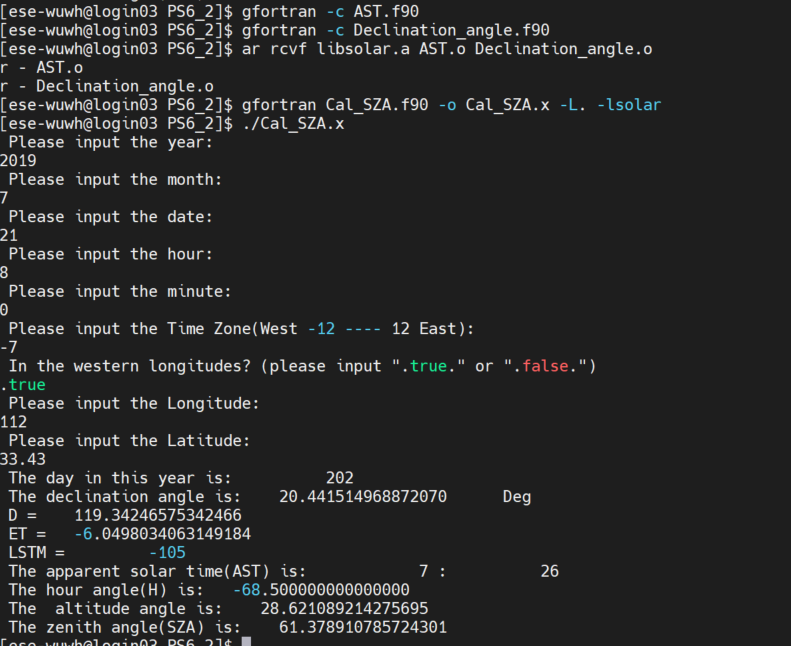 [ese-wuwh@login03 PS6_2]$ gfortran -c AST.f90
[ese-wuwh@login03 PS6_2]$ gfortran -c Declination_angle.f90
[ese-wuwh@login03 PS6_2]$ ar rcvf libsolar.a AST.o Declination_angle.o
r - AST.o
r - Declination_angle.o
[ese-wuwh@login03 PS6_2]$ gfortran Cal_SZA.f90 -o Cal_SZA.x -L. -lsolar
[ese-wuwh@login03 PS6_2]$ ./Cal_SZA.x
Please input the year:
2019
Please input the month:
7
Please input the date:
21
Please input the hour:
8
Please input the minute:
0
Please input the Time Zone(West -12 ---- 12 East):
-7
In the western longitudes? (please input ".true." or ".false.")
.true
Please input the Longitude:
112
Please input the Latitude:
33.43
The day in this year is: 202
The declination angle is: 20.441514968872070 Deg
D = 119.34246575342466
ET = -6.0498034063149184
LSTM = -105
The apparent solar time(AST) is: 7 : 26
The hour angle(H) is: -68.500000000000000
The  altitude angle is: 28.621089214275695
The zenith angle(SZA) is: 61.378910785724301
[ese-wuwh@login03 PS6_2]$